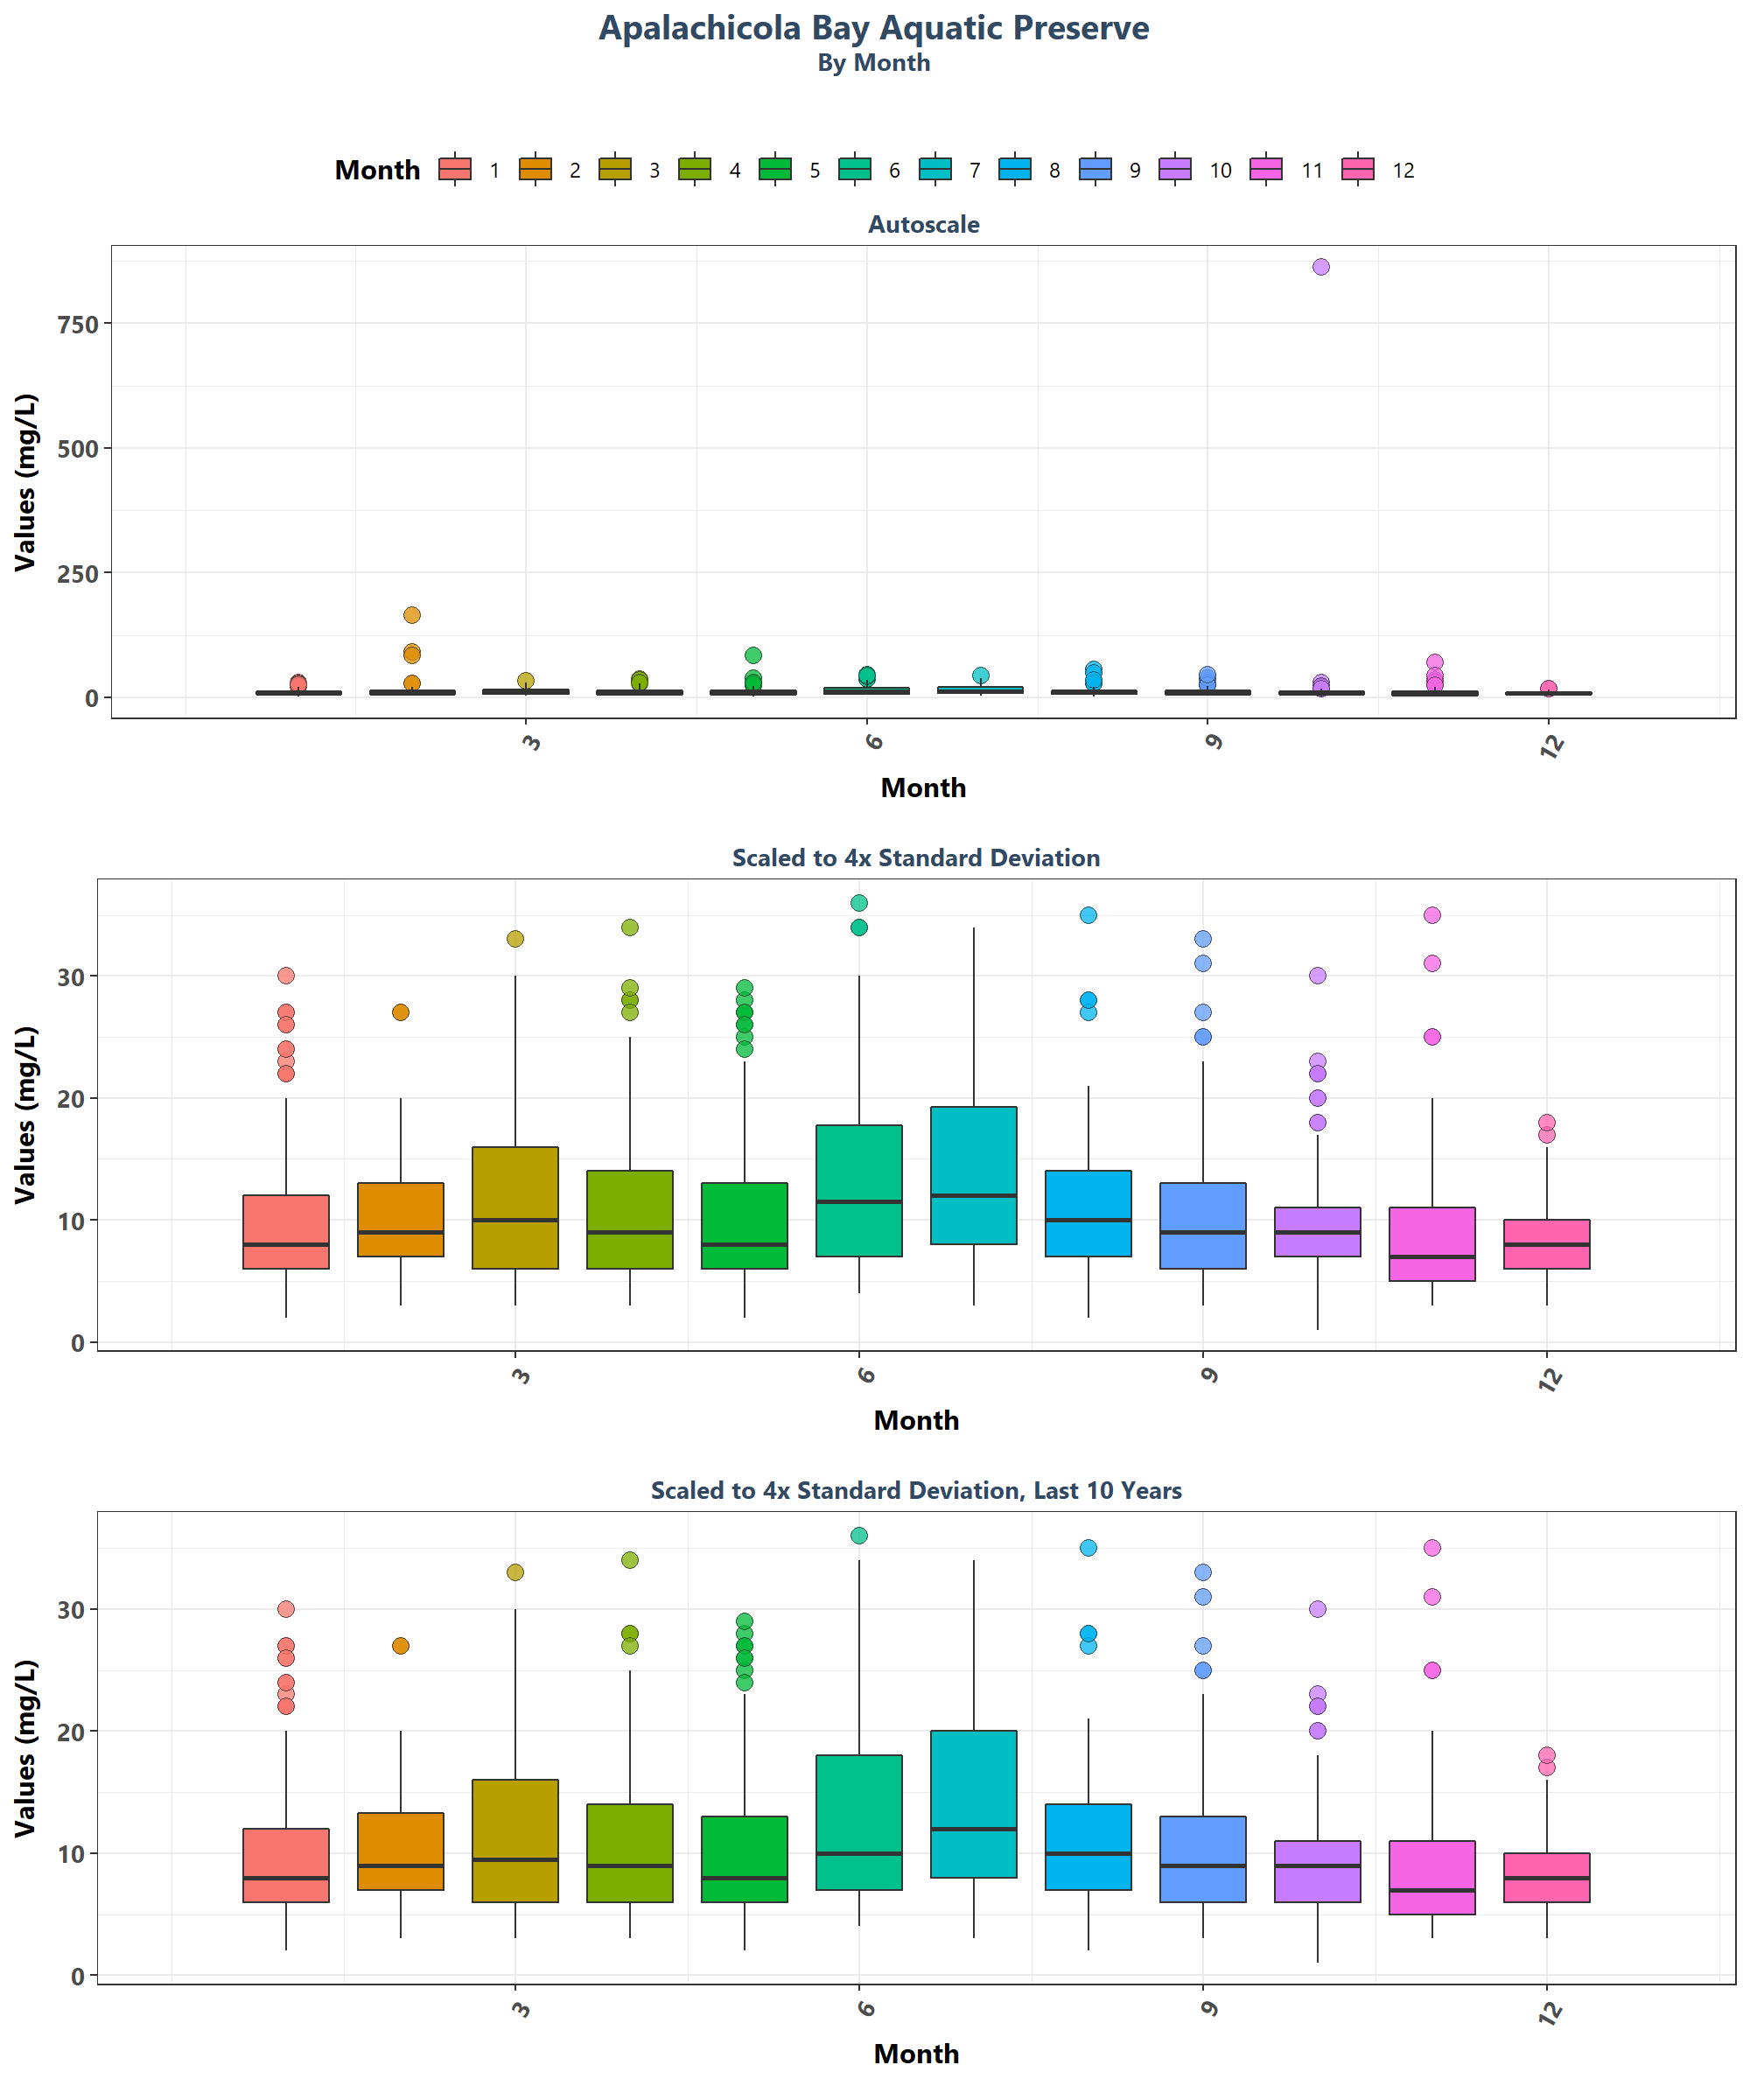 Apalachicola Bay Aquatic Preserve
By Month
Month 1 2 3 4 5 6 7 8 9 10 11 12
Autoscale
Values (mg/L)
750
500
250
0
3 6 9 12
Month
Scaled to 4x Standard Deviation
Values (mg/L)
30
20
10
0
3 6 9 12
Month
Scaled to 4x Standard Deviation, Last 10 Years
Values (mg/L)
30
20
10
0
3 6 9 12
Month